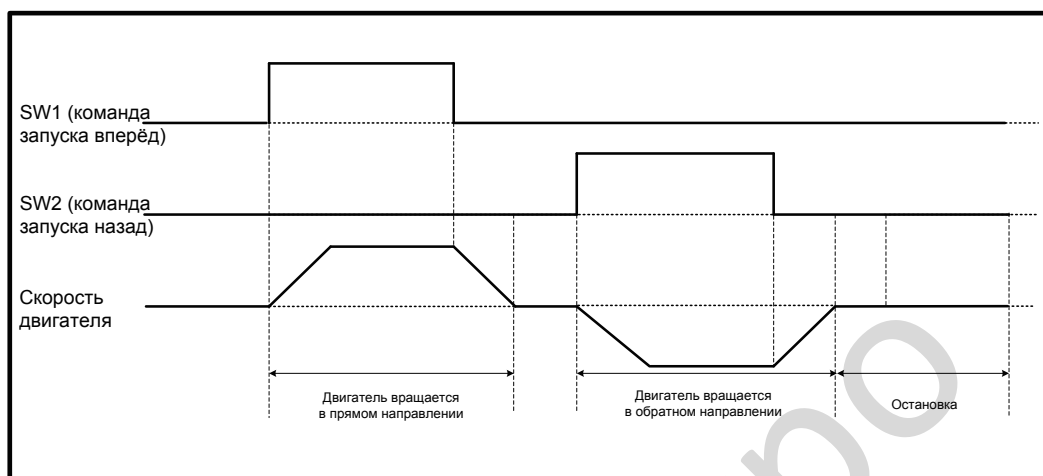 SW1 (команда
запуска вперёд)
SW2 (команда
запуска назад)
Скорость
двигателя
Двигатель вращается
в прямом направлении
Двигатель вращается
в обратном направлении
Остановка
ро